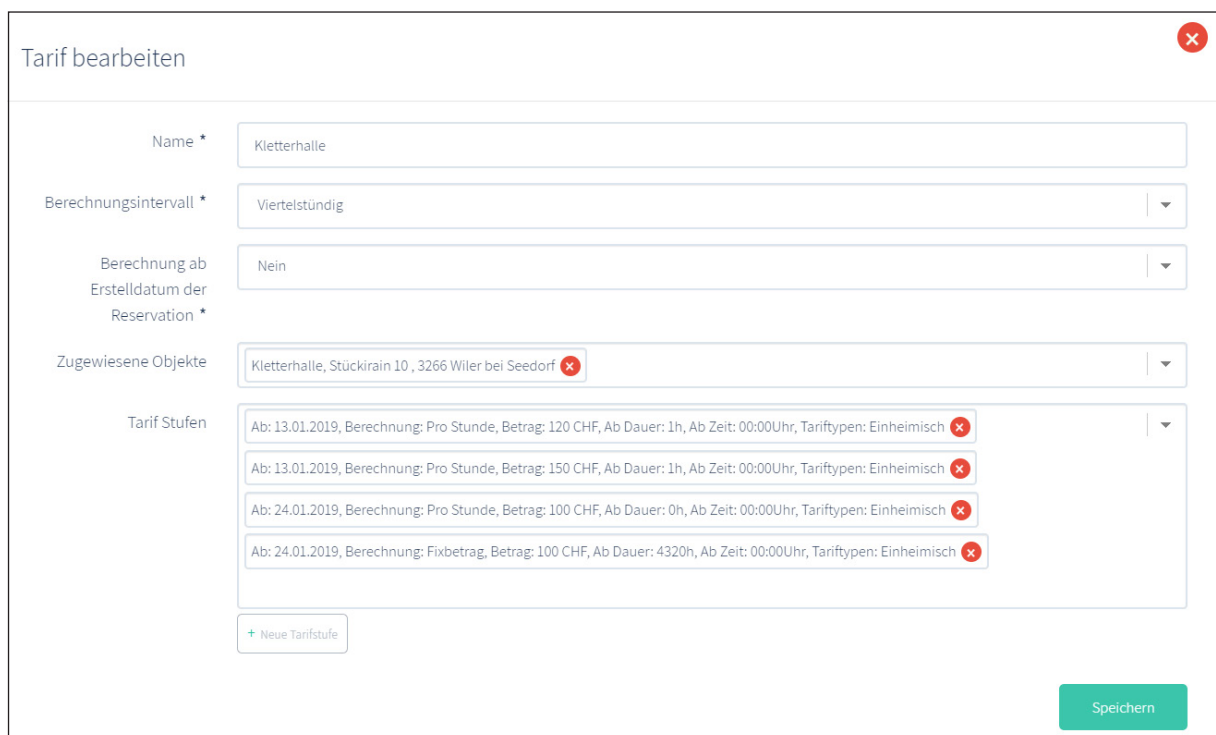 Tarif bearbeiten
Name *
Kletterhalle
Berechnungsintervall *
Viertelstündig
Berechnung ab
Erstelldatum der
Reservation *
Nein
Zugewiesene Objekte
Kletterhalle, Stückirain 10 , 3266 Wiler bei Seedorf
Tarif Stufen
Ab: 13.01.2019, Berechnung: Pro Stunde, Betrag: 120 CHF, Ab Dauer: 1h, Ab Zeit: 00:00Uhr, Tariftypen: Einheimisch
Ab: 13.01.2019, Berechnung: Pro Stunde, Betrag: 150 CHF, Ab Dauer: 1h, Ab Zeit: 00:00Uhr, Tariftypen: Einheimisch
Ab: 24.01.2019, Berechnung: Pro Stunde, Betrag: 100 CHF, Ab Dauer: 0h, Ab Zeit: 00:00Uhr, Tariftypen: Einheimisch
Ab: 24.01.2019, Berechnung: Fixbetrag, Betrag: 100 CHF, Ab Dauer: 4320h, Ab Zeit: 00:00Uhr, Tariftypen: Einheimisch
+ Neue Tarifstufe
Speichern